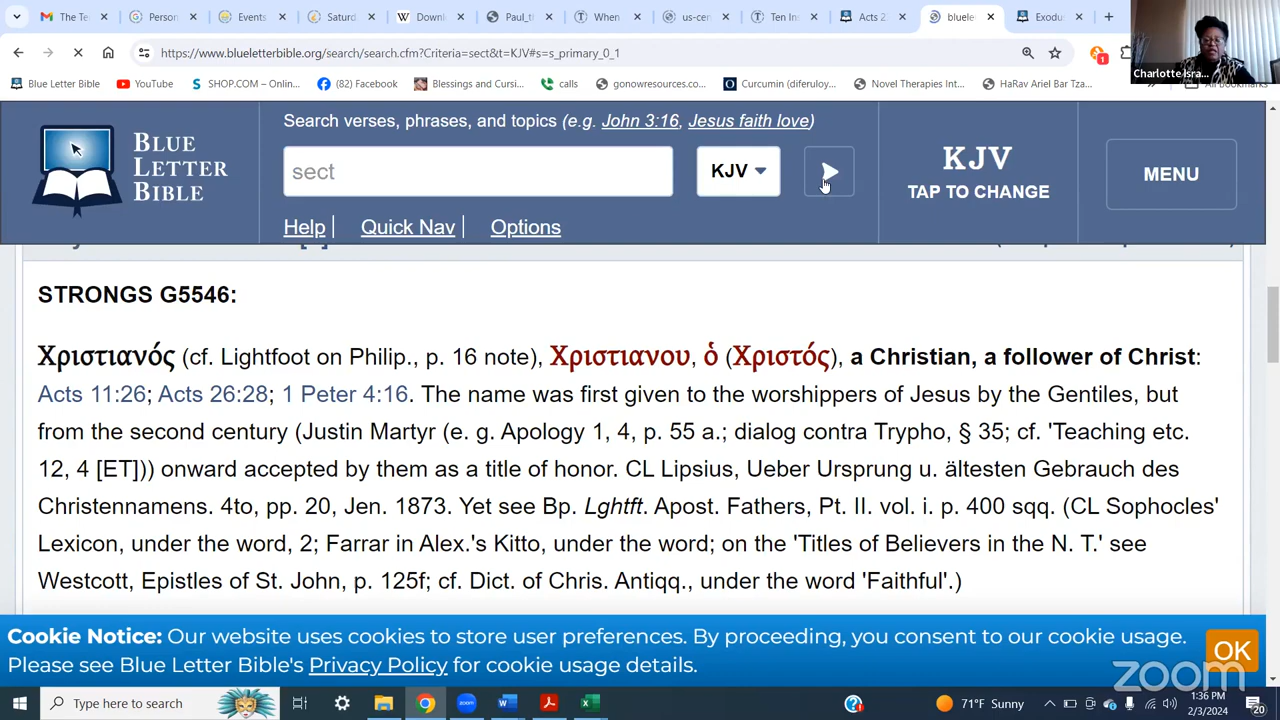 The Te
Person
Events
Saturd
Downl
Paul_t
When
us-cen
Ten In
Acts 2
bluele
Exodu
https://www.blueletterbible.org/search/search.cfm?Criteria=sect&t=KJV#s=s_primary_0_1
Blue Letter Bible
YouTube
SHOP.COM – Onlin...
(82) Facebook
Blessings and cursi...
calls
gonowresources.co...
Curcumin (diferuloy...
Novel Therapies Int...
HaRav Ariel Bar Tza...
Charlotte Isra...
BLUE
LETTER
BIBLE
Search verses, phrases, and topics (e.g. John 3:16, Jesus faith love)
sect
KJV
KJV
TAP TO CHANGE
MENU
Help
Quick Nav
Options
STRONGS G5546:
Χριστιανός (cf. Lightfoot on Philip., p. 16 note), Χριστιανου, ὁ (Χριστός), a Christian, a follower of Christ:
Acts 11:26; Acts 26:28; 1 Peter 4:16. The name was first given to the worshippers of Jesus by the Gentiles, but
from the second century (Justin Martyr (e. g. Apology 1, 4, p. 55 a.; dialog contra Trypho, § 35; cf. 'Teaching etc.
12, 4 [ET])) onward accepted by them as a title of honor. CL Lipsius, Ueber Ursprung u. ältesten Gebrauch des
Christennamens. 4to, pp. 20, Jen. 1873. Yet see Bp. Lghtft. Apost. Fathers, Pt. II. vol. i. p. 400 sqq. (CL Sophocles'
Lexicon, under the word, 2; Farrar in Alex.'s Kitto, under the word; on the 'Titles of Believers in the N. T.' see
Westcott, Epistles of St. John, p. 125f; cf. Dict. of Chris. Antiqq., under the word 'Faithful'.)
Cookie Notice: Our website uses cookies to store user preferences. By proceeding, you consent to our cookie usage.
Please see Blue Letter Bible's Privacy Policy for cookie usage details.
OK
zoom
Type here to search
71°F Sunny
1:36 PM
2/3/2024
20